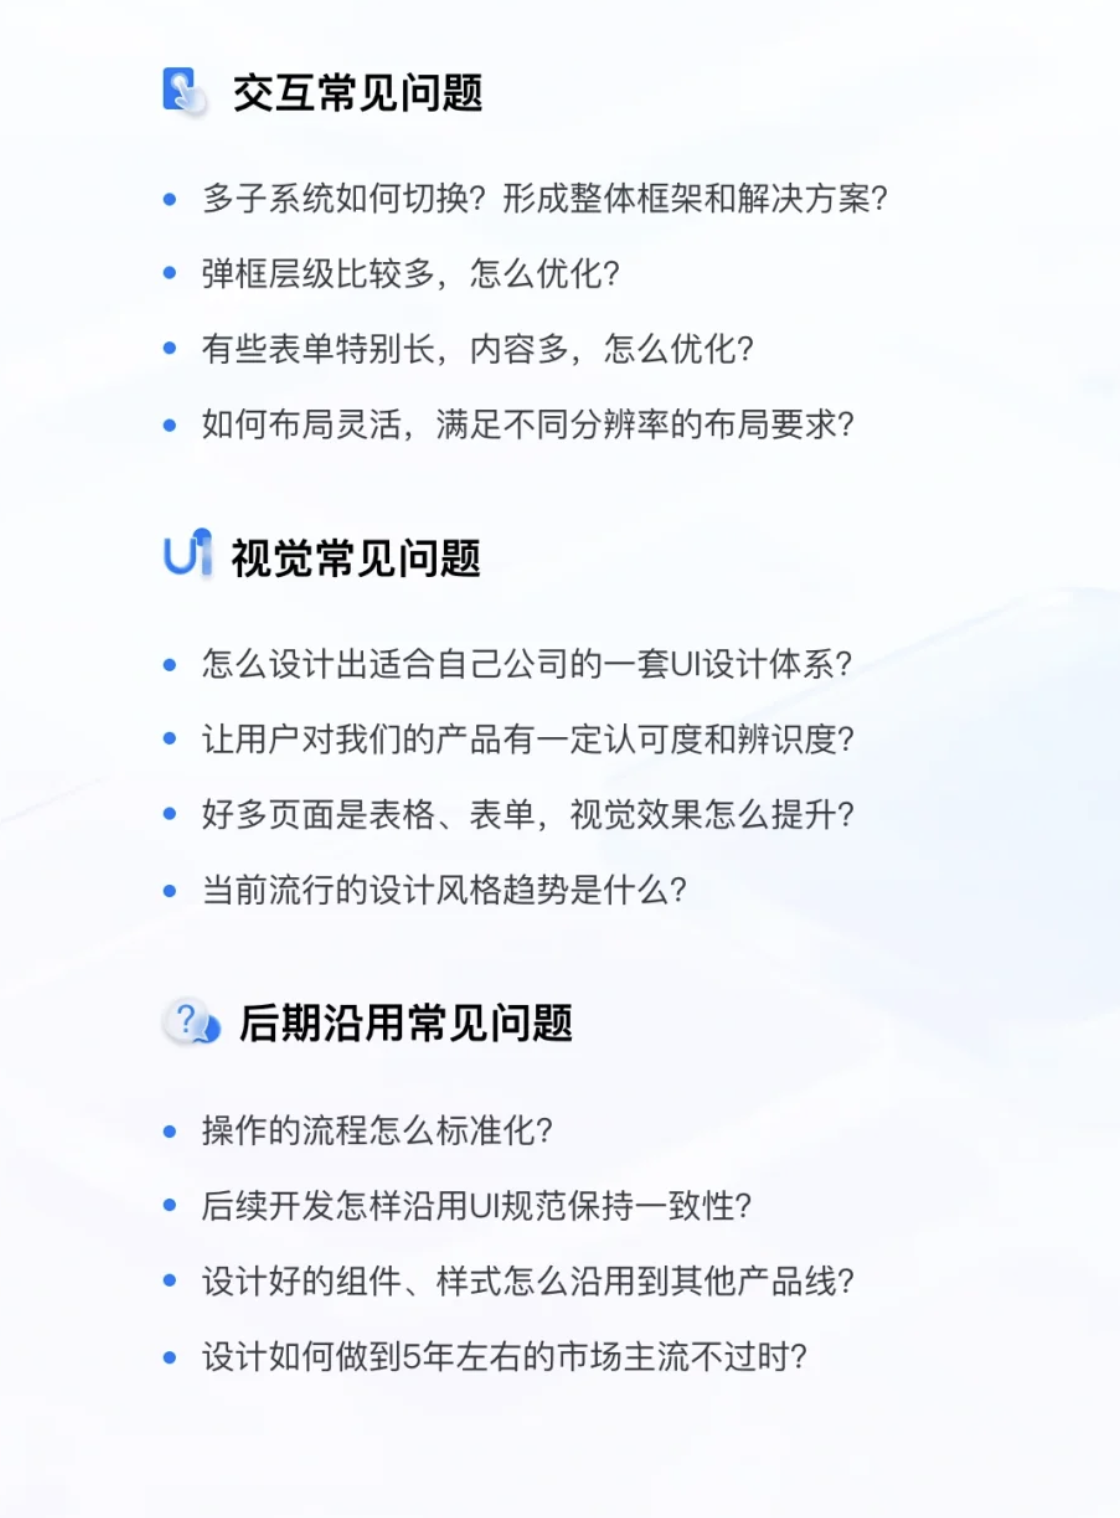 交互常见问题
多子系统如何切换？形成整体框架和解决方案？
弹框层级比较多，怎么优化？
有些表单特别长，内容多，怎么优化？
如何布局灵活，满足不同分辨率的布局要求？
UI 视觉常见问题
怎么设计出适合自己公司的一套UI设计体系？
让用户对我们的产品有一定认可度和辨识度？
好多页面是表格、表单，视觉效果怎么提升？
当前流行的设计风格趋势是什么？
? 后期沿用常见问题
操作的流程怎么标准化？
后续开发怎样沿用UI规范保持一致性？
设计好的组件、样式怎么沿用到其他产品线？
设计如何做到5年左右的市场主流不过时？